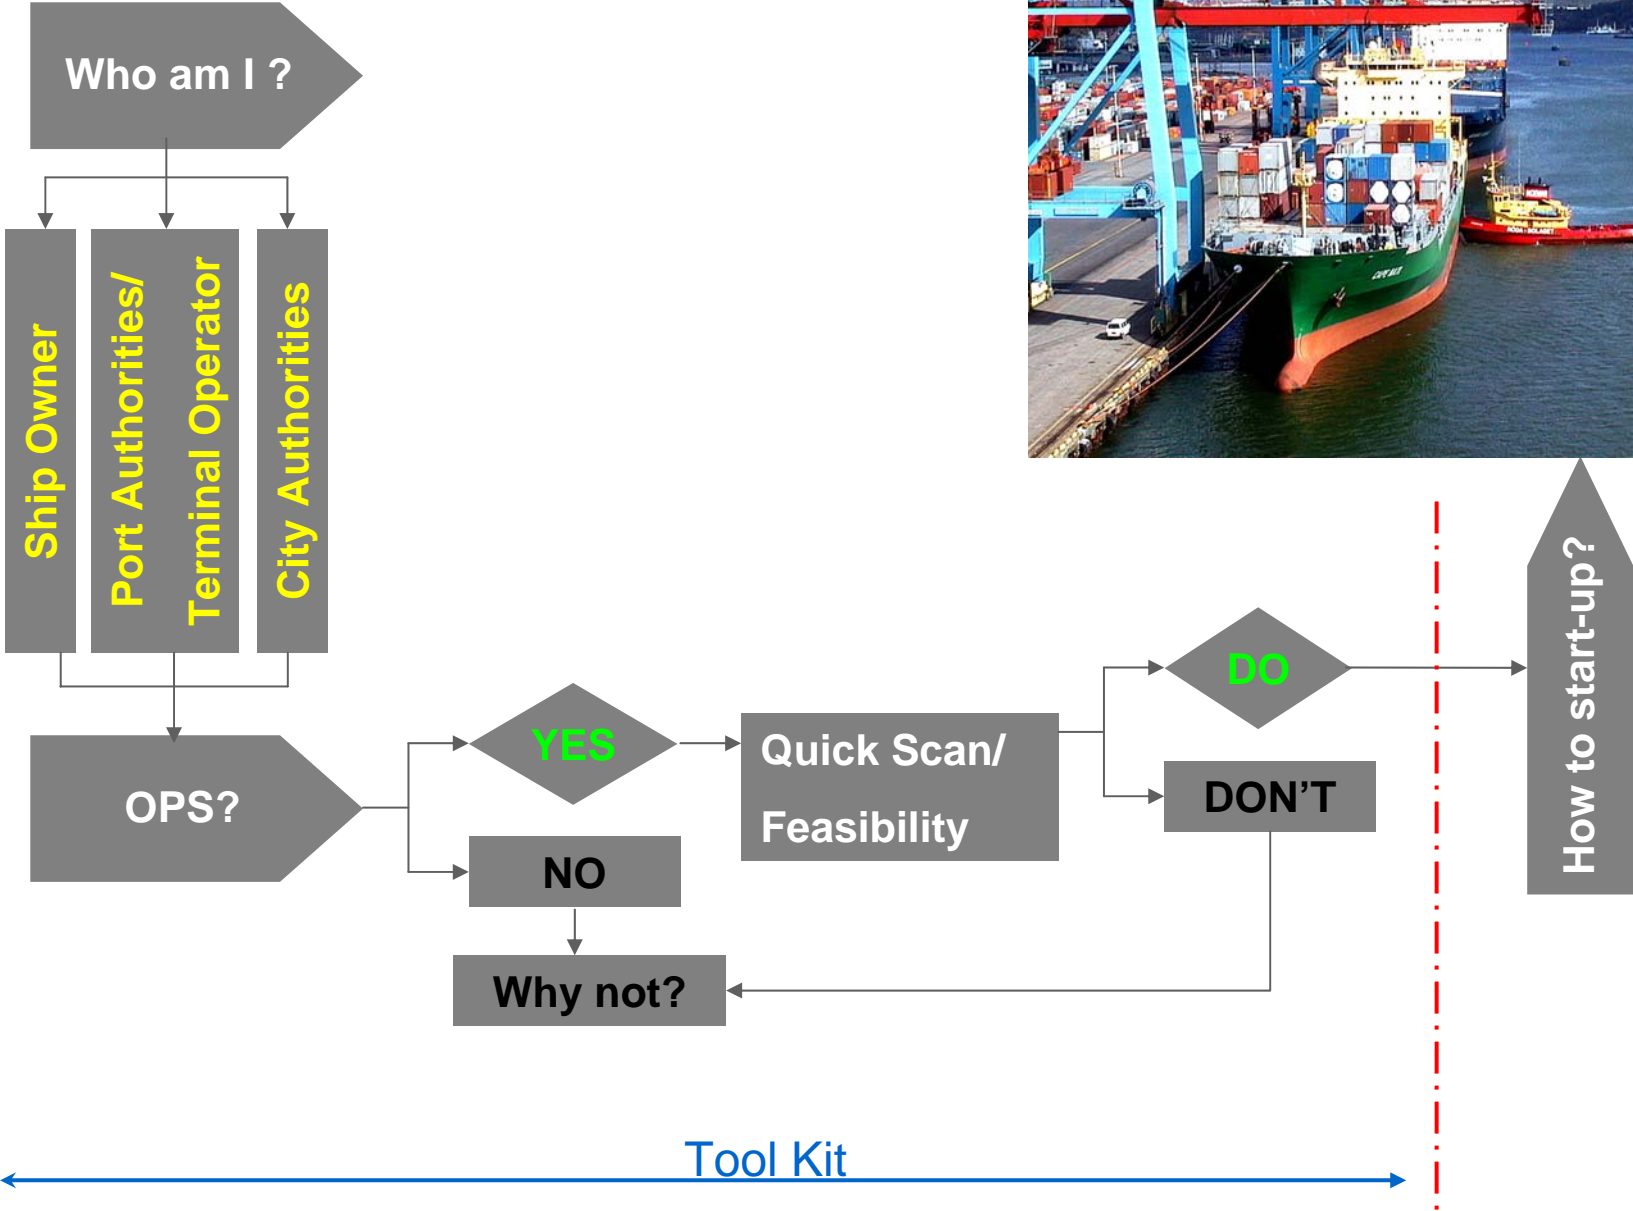 Who am I ?
Ship Owner
Port Authorities/
Terminal Operator
City Authorities
OPS?
YES
NO
Why not?
Quick Scan/
Feasibility
DO
DON'T
How to start-up?
Tool Kit